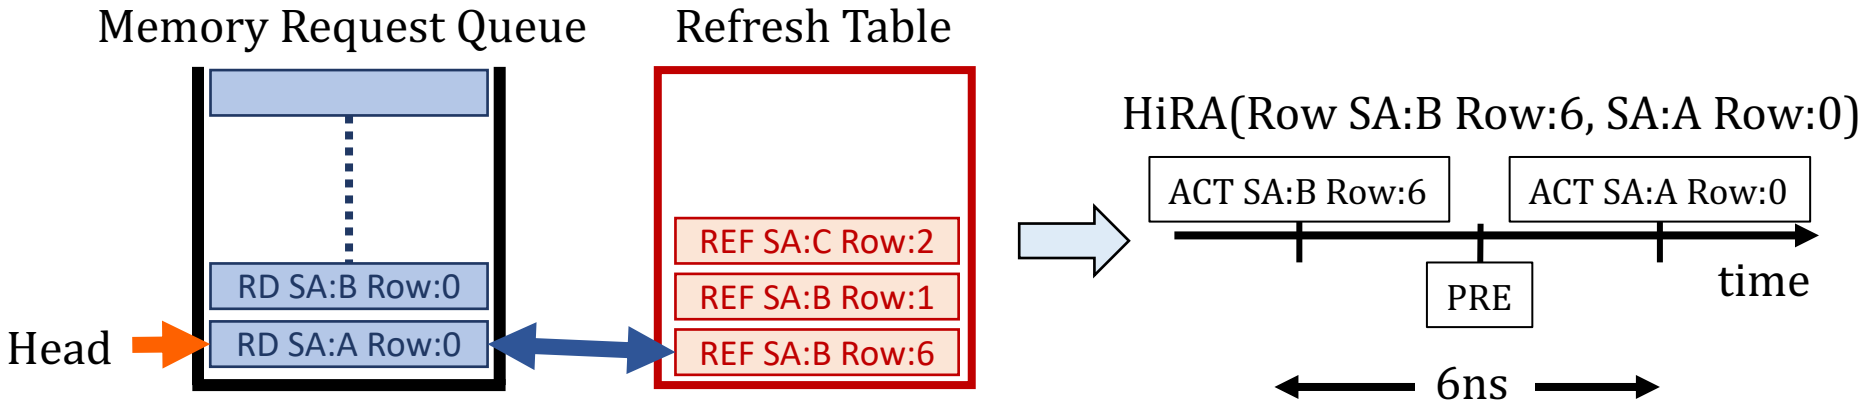 Memory Request Queue
Refresh Table
RD SA:B Row:0
Head
RD SA:A Row:0
REF SA:C Row:2
REF SA:B Row:1
REF SA:B Row:6
HiRA(Row SA:B Row:6, SA:A Row:0)
ACT SA:B Row:6
ACT SA:A Row:0
PRE
time
6ns